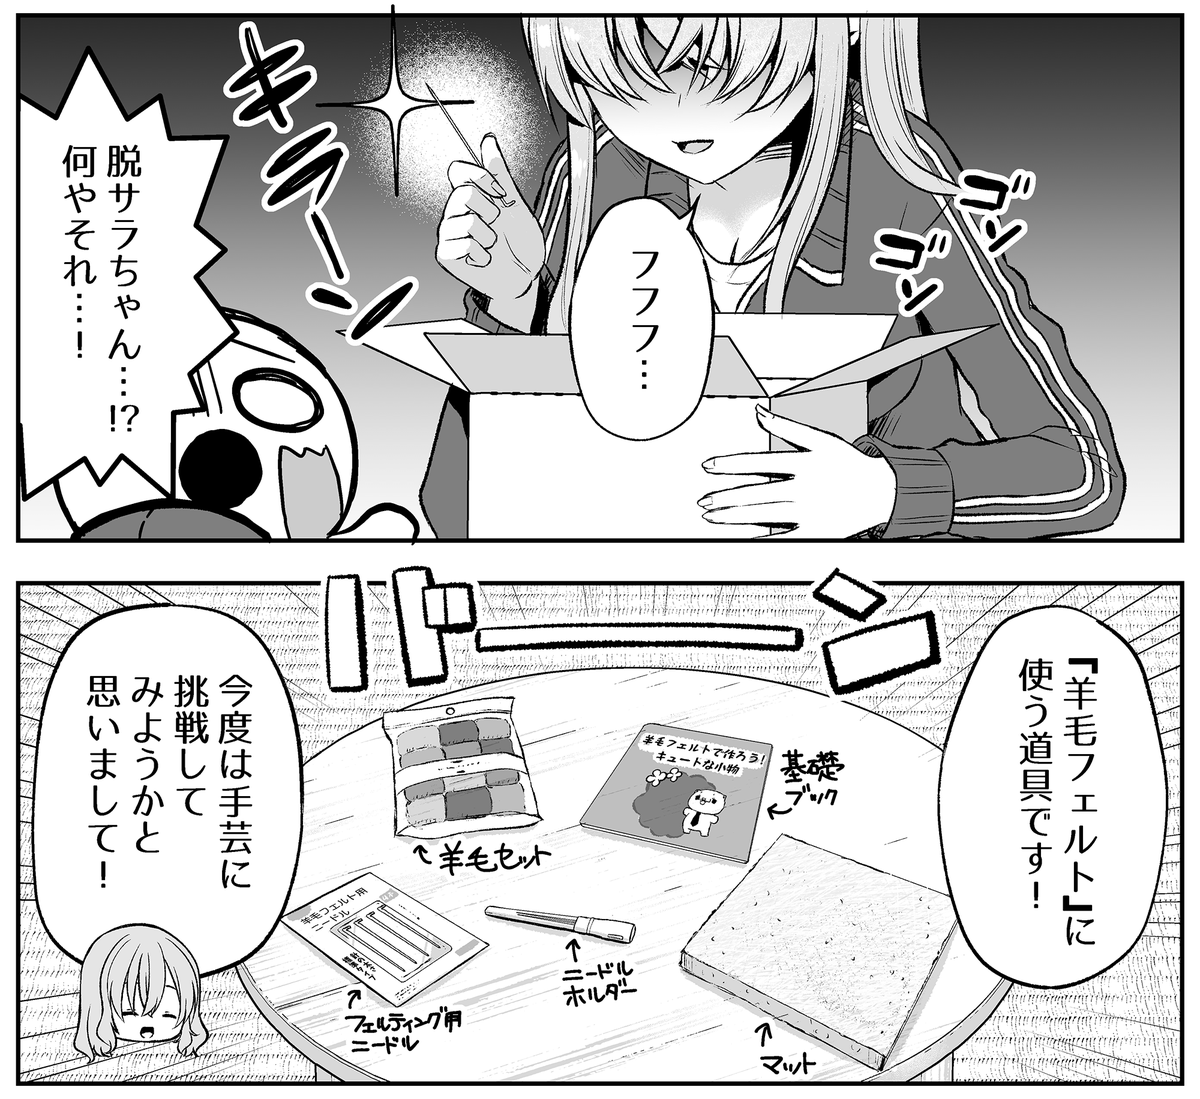 ゴソ
ゴソ
フフフ…
キラーン
脱サラちゃん…!?
何やそれ…！
バーン
『羊毛フェルト』に
使う道具です！
羊毛フェルトで作ろう！
キュートな小物
基礎
ブック
羊毛セット
羊毛フェルト用
ニードル
フェルティング用
ニードル
ニードル
ホルダー
マット
今度は手芸に
挑戦して
みようかと
思いまして！